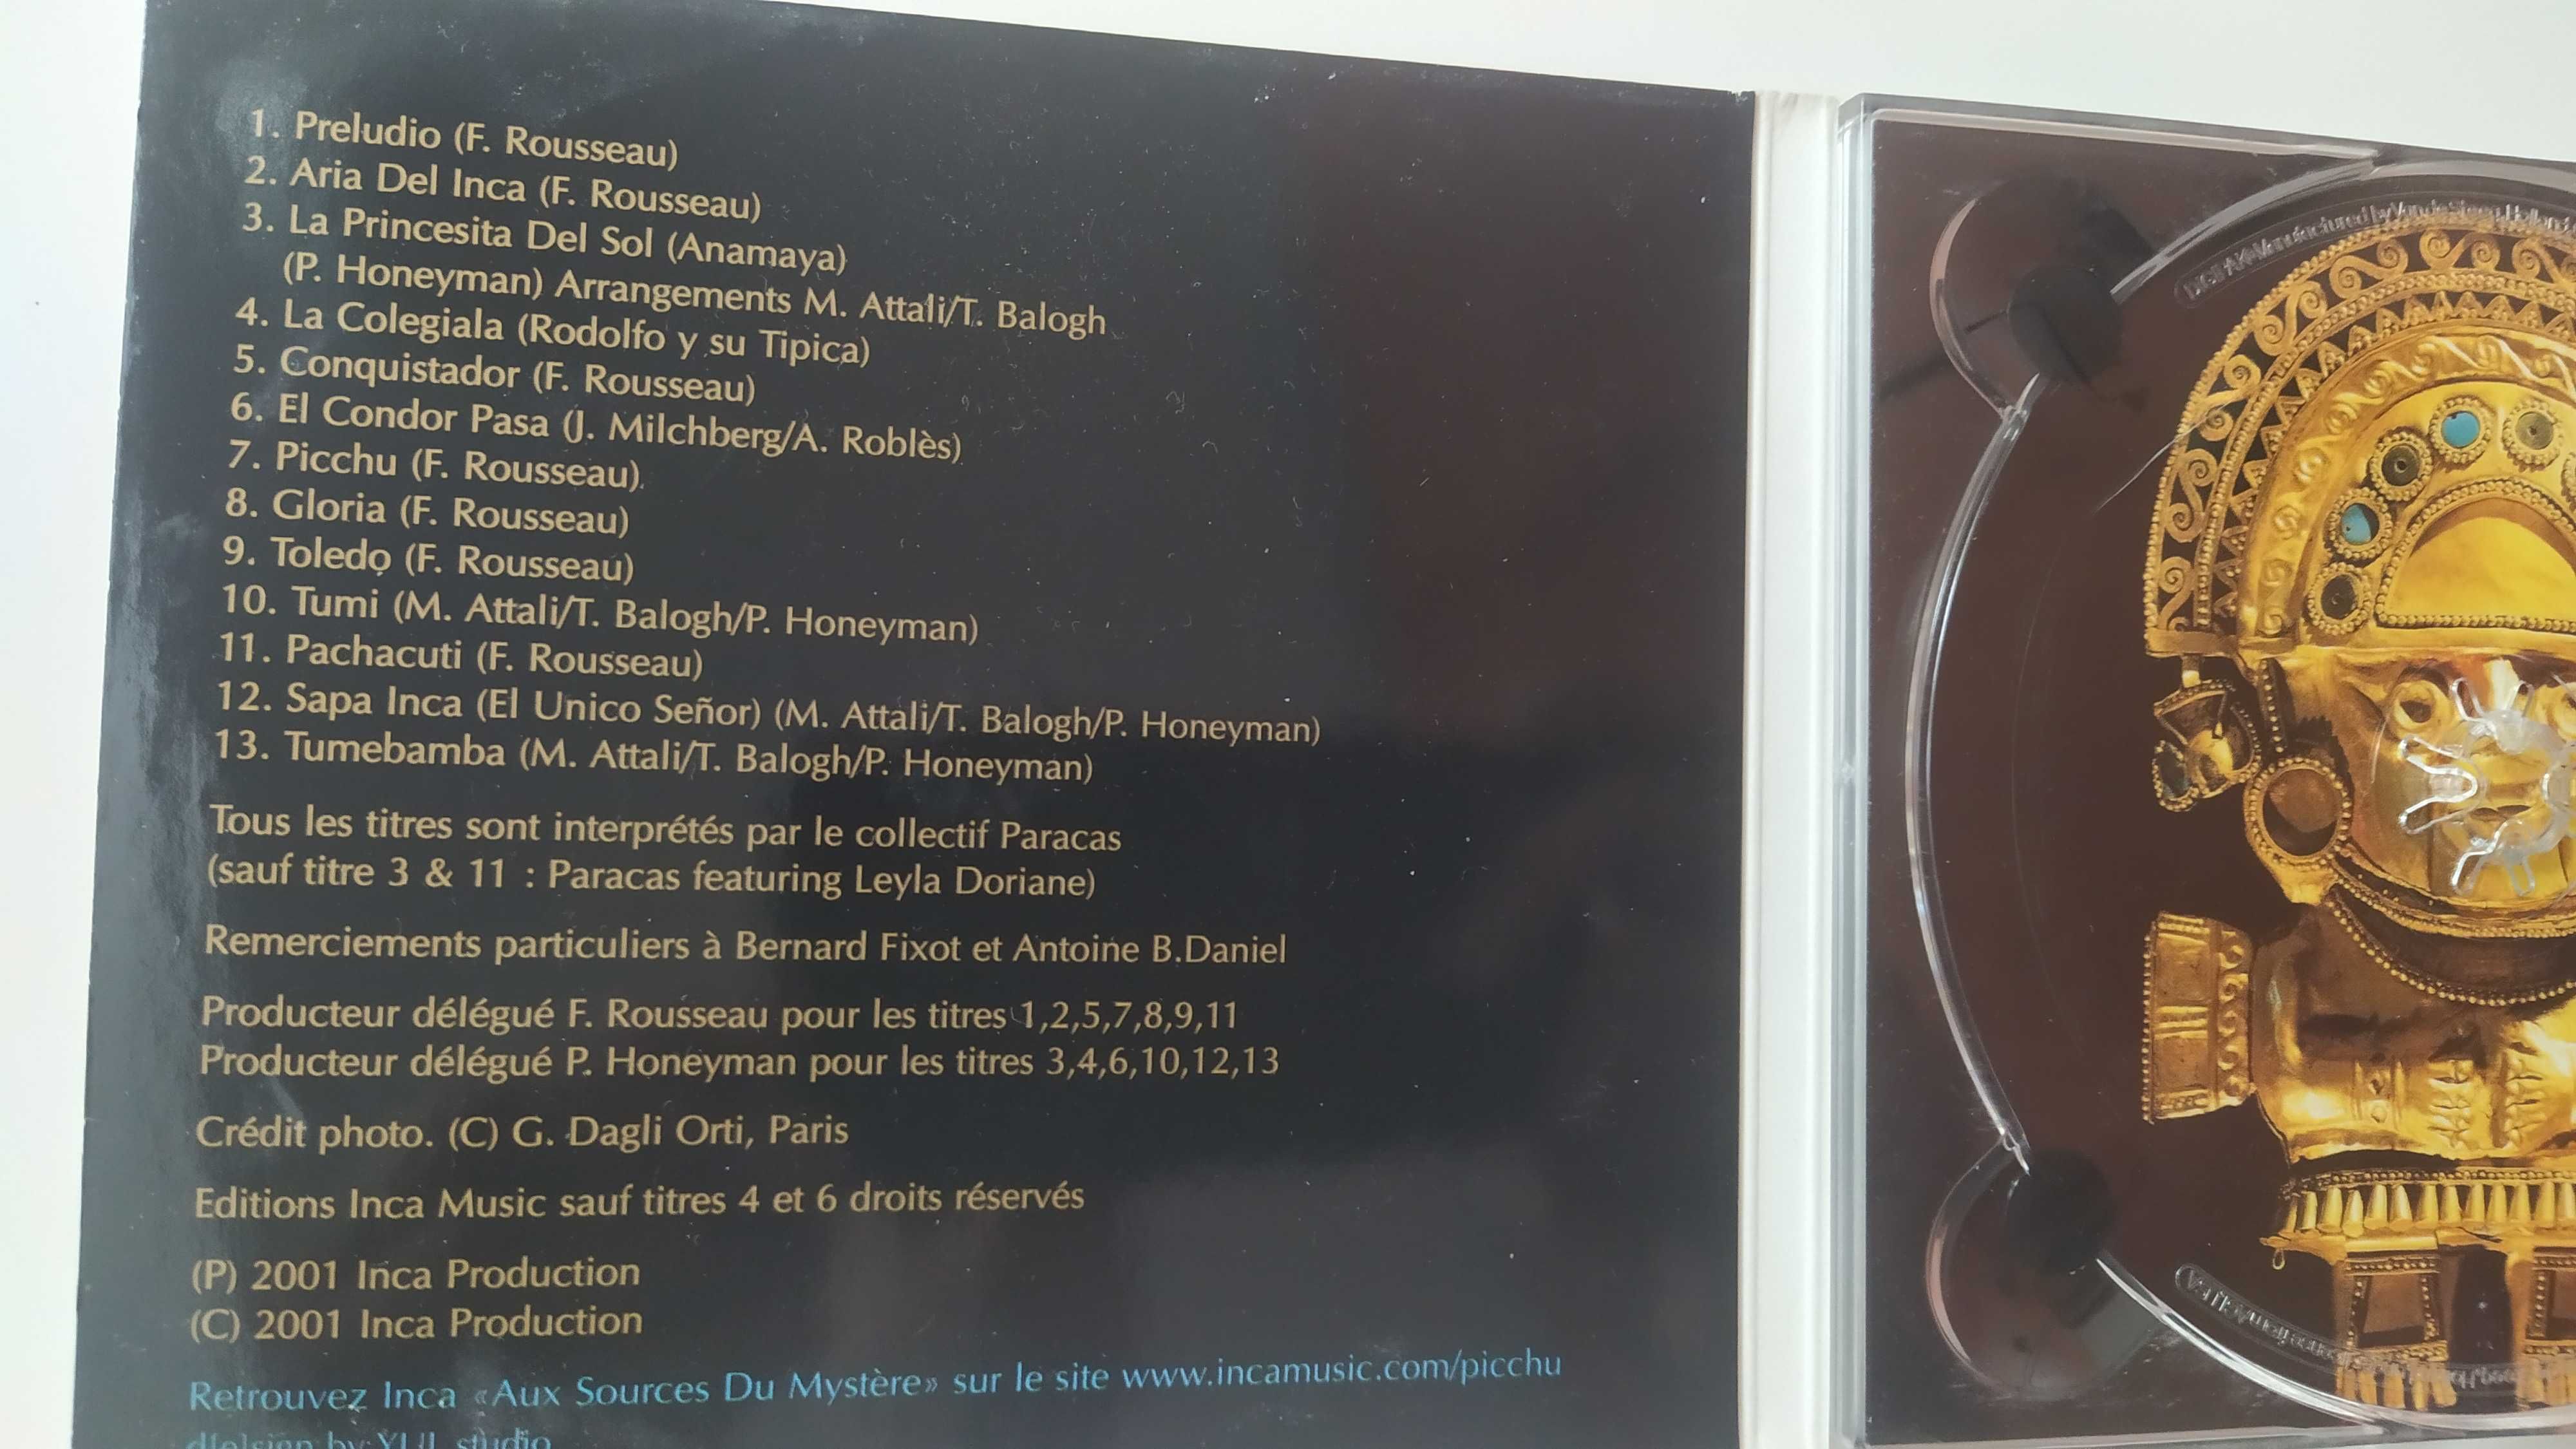 1. Preludio (F. Rousseau)
2. Aria Del Inca (F. Rousseau)
3. La Princesita Del Sol (Anamaya)
(P. Honeyman) Arrangements M. Attali/T. Balogh
4. La Colegiala (Rodolfo y su Tipica)
5. Conquistador (F. Rousseau)
6. El Condor Pasa (J. Milchberg/A. Roblès)
7. Picchu (F. Rousseau)
8. Gloria (F. Rousseau)
9. Toledo (F. Rousseau)
10. Tumi (M. Attali/T. Balogh/P. Honeyman)
11. Pachacuti (F. Rousseau)
12. Sapa Inca (El Unico Señor) (M. Attali/T. Balogh/P. Honeyman)
13. Tumebamba (M. Attali/T. Balogh/P. Honeyman)
Tous les titres sont interprétés par le collectif Paracas
(sauf titre 3 & 11 : Paracas featuring Leyla Doriane)
Remerciements particuliers à Bernard Fixot et Antoine B.Daniel
Producteur délégué F. Rousseau pour les titres 1,2,5,7,8,9,11
Producteur délégué P. Honeyman pour les titres 3,4,6,10,12,13
Crédit photo. (C) G. Dagli Orti, Paris
Editions Inca Music sauf titres 4 et 6 droits réservés
(P) 2001 Inca Production
(C) 2001 Inca Production
Retrouvez Inca «Aux Sources Du Mystère» sur le site www.incamusic.com/picchu
by YUL studio
Manufactured by